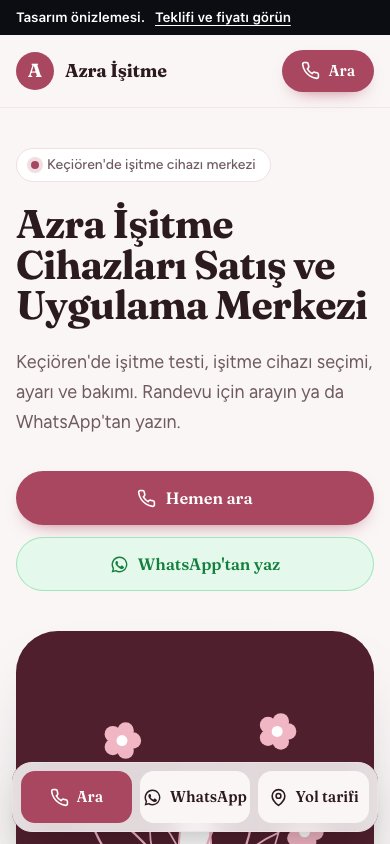 Tasarım önizlemesi. Teklifi ve fiyatı görün
A Azra İşitme Ara
Keçiören'de işitme cihazı merkezi
Azra İşitme
Cihazları Satış ve
Uygulama Merkezi
Keçiören'de işitme testi, işitme cihazı seçimi,
ayarı ve bakımı. Randevu için arayın ya da
WhatsApp'tan yazın.
Hemen ara
WhatsApp'tan yaz
Ara WhatsApp Yol tarifi